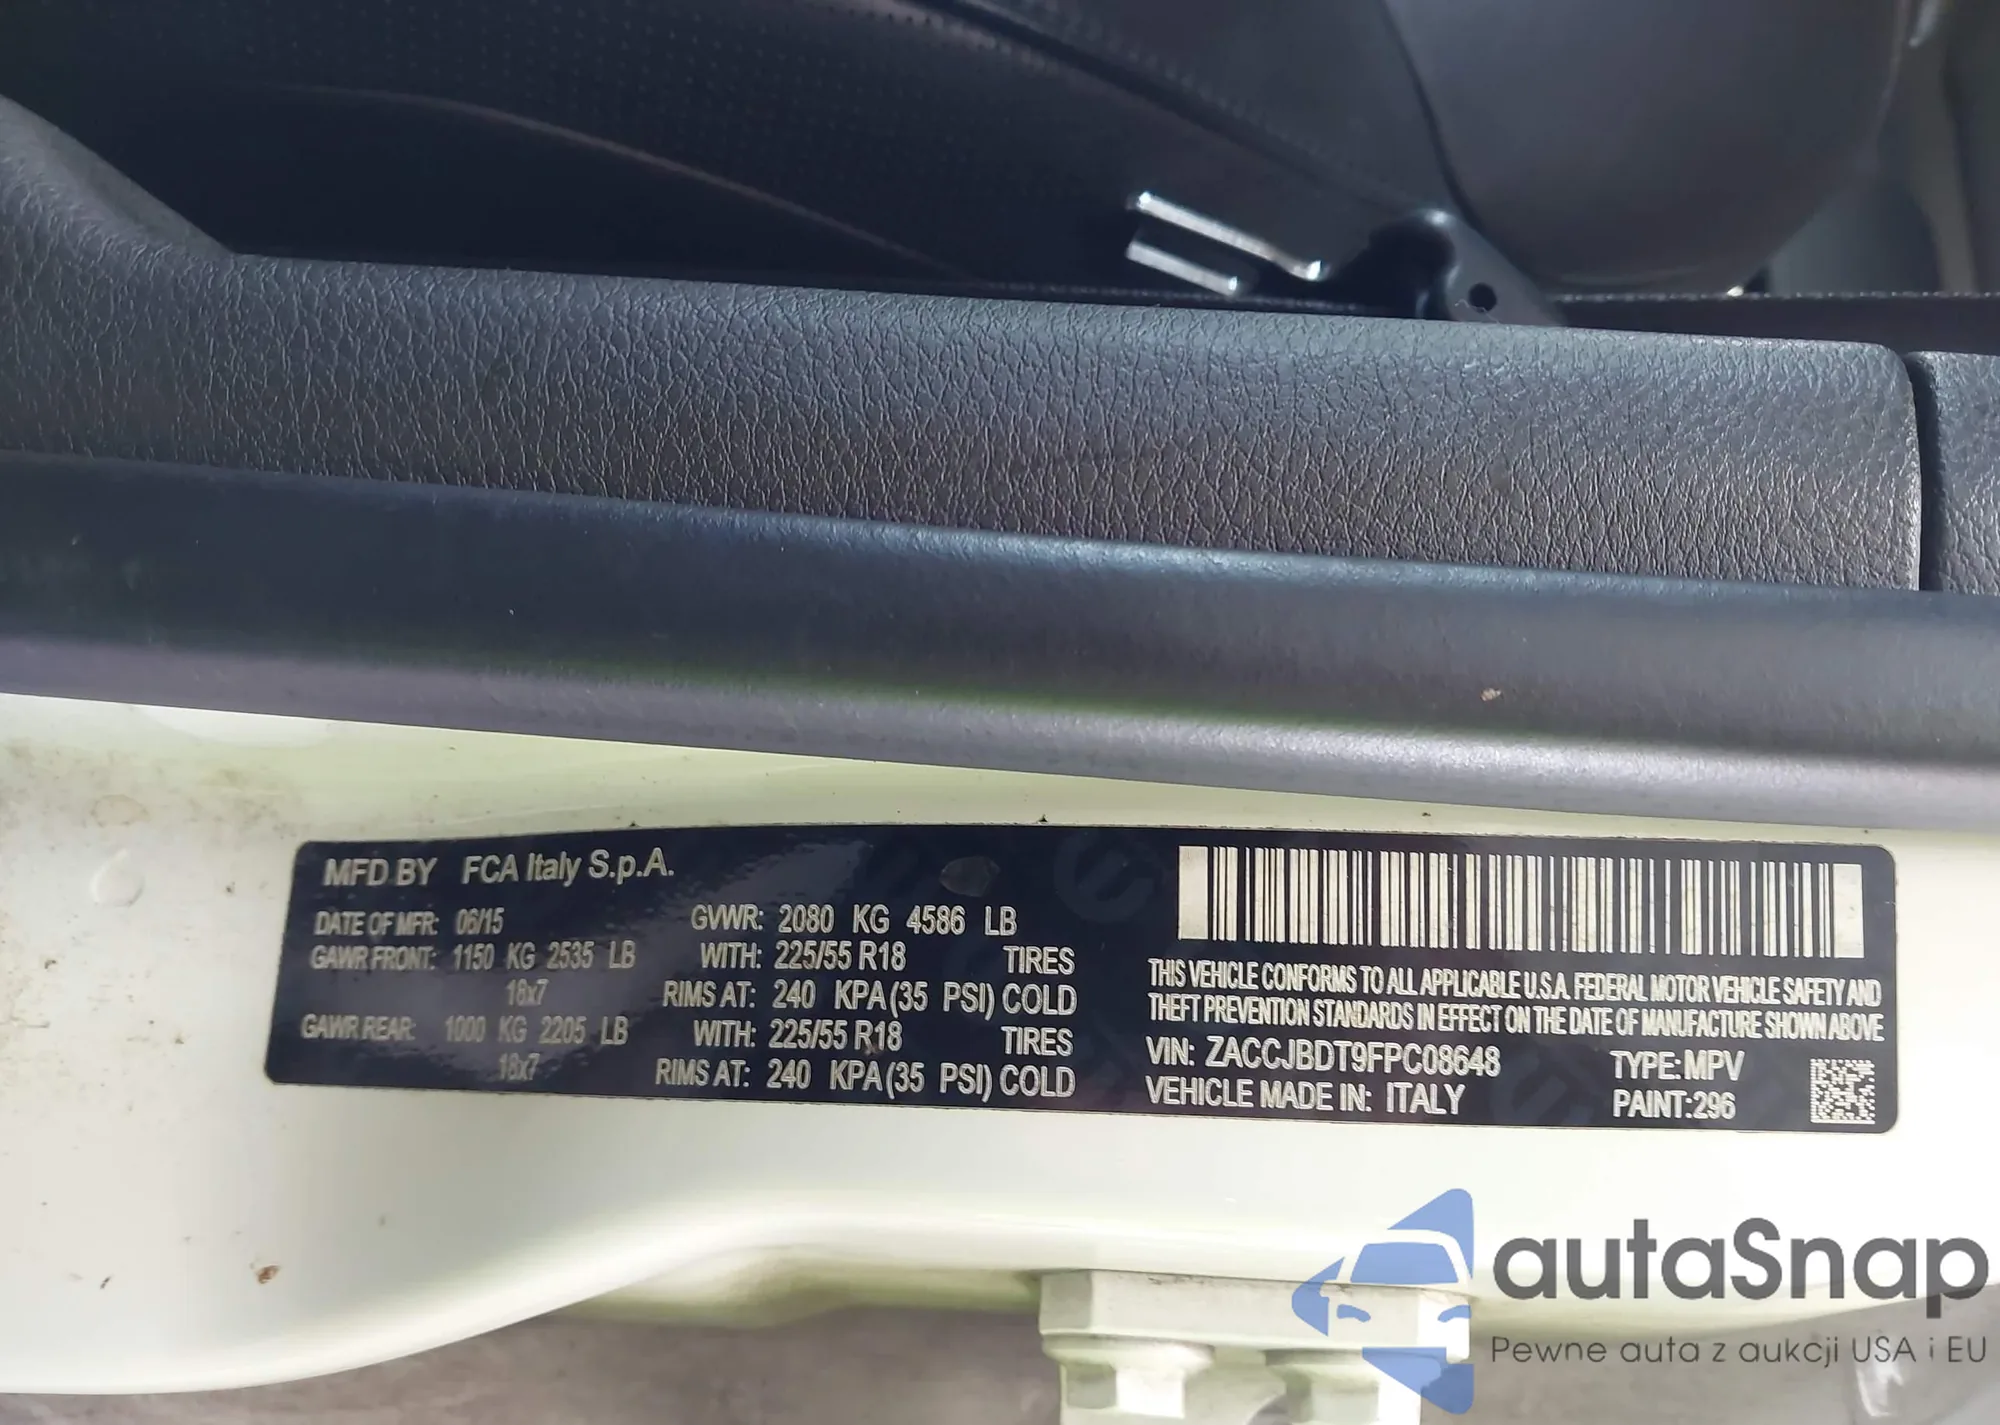 MFD BY FCA Italy S.p.A.
DATE OF MFR: 06/15 GVWR: 2080 KG 4586 LB
GAWR FRONT: 1150 KG 2535 LB WITH: 225/55 R18 TIRES
18x7 RIMS AT: 240 KPA(35 PSI) COLD
GAWR REAR: 1000 KG 2205 LB WITH: 225/55 R18 TIRES
18x7 RIMS AT: 240 KPA(35 PSI) COLD
THIS VEHICLE CONFORMS TO ALL APPLICABLE U.S.A. FEDERAL MOTOR VEHICLE SAFETY AND
THEFT PREVENTION STANDARDS IN EFFECT ON THE DATE OF MANUFACTURE SHOWN ABOVE
VIN: ZACCJBDT9FPC08648 TYPE: MPV
VEHICLE MADE IN: ITALY PAINT: 296
autaSnap
Pewne auta z aukcji USA i EU